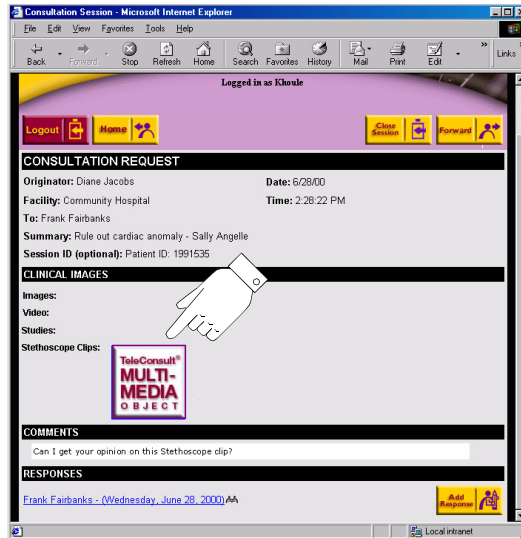 Consultation Session - Microsoft Internet Explorer
File Edit View Favorites Tools Help
Back Forward Stop Refresh Home Search Favorites History Mail Print Edit » Links »
Logged in as Khoule
Logout Home Close Session Forward
CONSULTATION REQUEST
Originator: Diane Jacobs Date: 6/28/00
Facility: Community Hospital Time: 2:28:22 PM
To: Frank Fairbanks
Summary: Rule out cardiac anomaly - Sally Angelle
Session ID (optional): Patient ID: 1991535
CLINICAL IMAGES
Images:
Video:
Studies:
Stethoscope Clips:
TeleConsult®
MULTI-
MEDIA
OBJECT
COMMENTS
Can I get your opinion on this Stethoscope clip?
RESPONSES
Frank Fairbanks - (Wednesday, June 28, 2000)
Add
Response
Local intranet